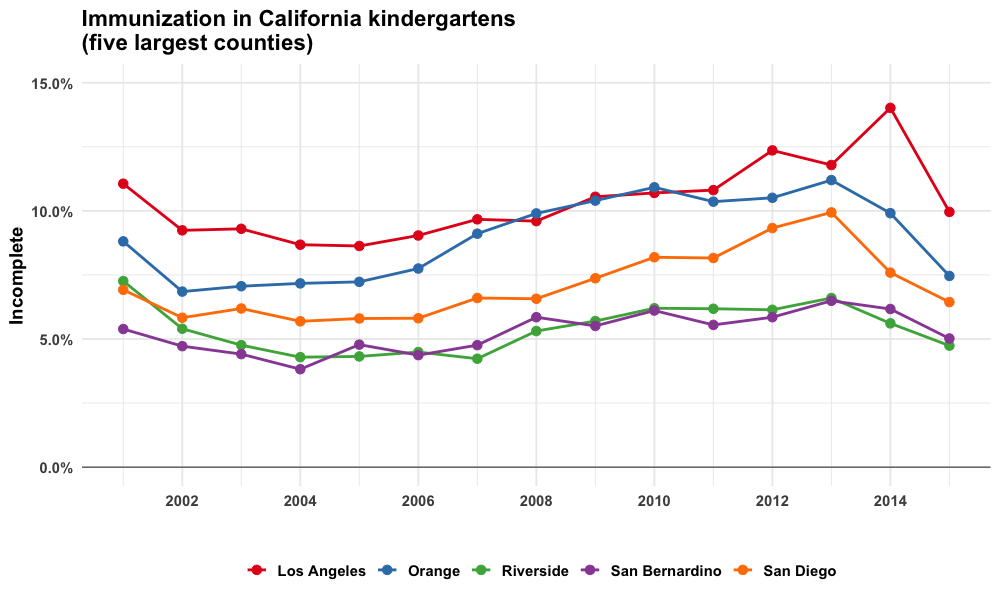 Immunization in California kindergartens
(five largest counties)
15.0%
10.0%
5.0%
0.0%
Incomplete
2002 2004 2006 2008 2010 2012 2014
Los Angeles Orange Riverside San Bernardino San Diego